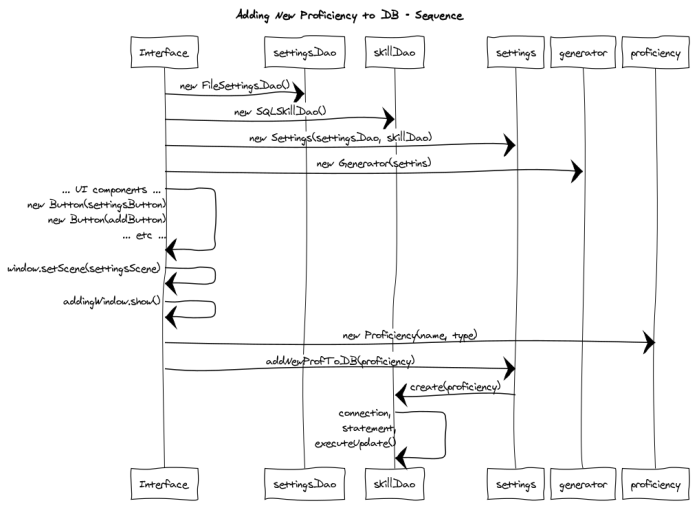 Adding New Proficiency to DB - Sequence
Interface
settingsDao
skillDao
settings
generator
proficiency
new FileSettingsDao()
new SQLSkillDao()
new Settings(settingsDao, skillDao)
new Generator(settins)
... UI components ...
new Button(settingsButton)
new Button(addButton)
... etc ...
window.setScene(settingsScene)
addingWindow.show()
new Proficiency(name, type)
addNewProfToDB(proficiency)
create(proficiency)
connection,
statement,
executeUpdate()
Interface
settingsDao
skillDao
settings
generator
proficiency